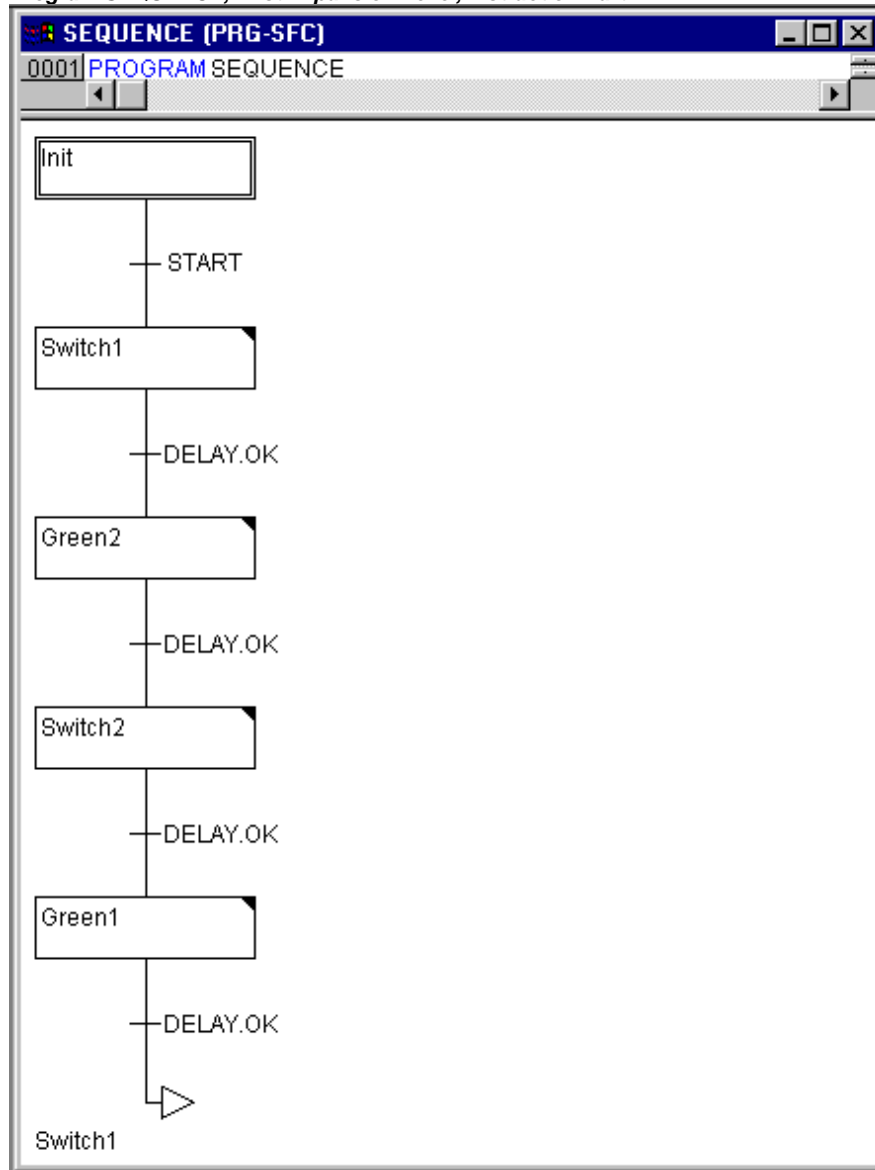 SEQUENCE (PRG-SFC)
0001 PROGRAM SEQUENCE
Init
START
Switch1
DELAY.OK
Green2
DELAY.OK
Switch2
DELAY.OK
Green1
DELAY.OK
Switch1